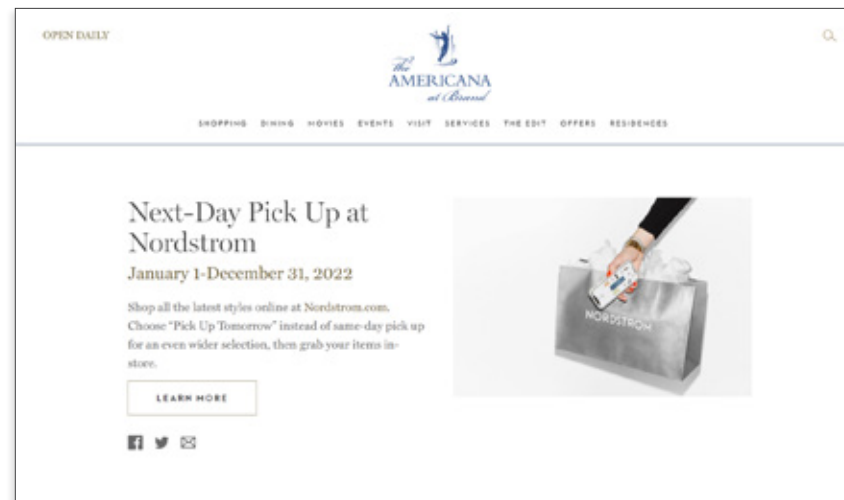 OPEN DAILY
The
AMERICANA
at Brand
SHOPPING DINING MOVIES EVENTS VISIT SERVICES THE EDIT OFFERS RESIDENCES
Next-Day Pick Up at
Nordstrom
January 1-December 31, 2022
Shop all the latest styles online at Nordstrom.com.
Choose “Pick Up Tomorrow” instead of same-day pick up
for an even wider selection, then grab your items in-
store.
LEARN MORE
NORDSTROM